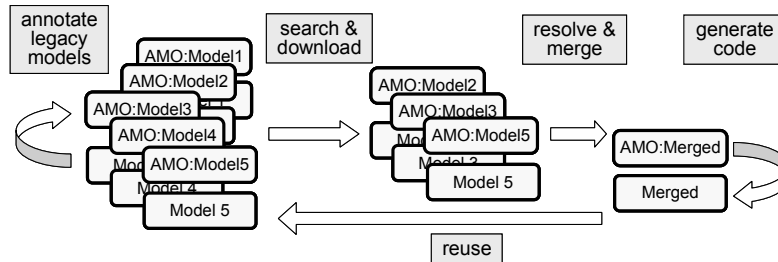 annotate
legacy
models
search &
download
resolve &
merge
generate
code
AMO:Model1
AMO:Model2
AMO:Model3
AMO:Model4
AMO:Model5
Model 4
Model 5
AMO:Model2
AMO:Model3
AMO:Model5
Model 5
AMO:Merged
Merged
reuse